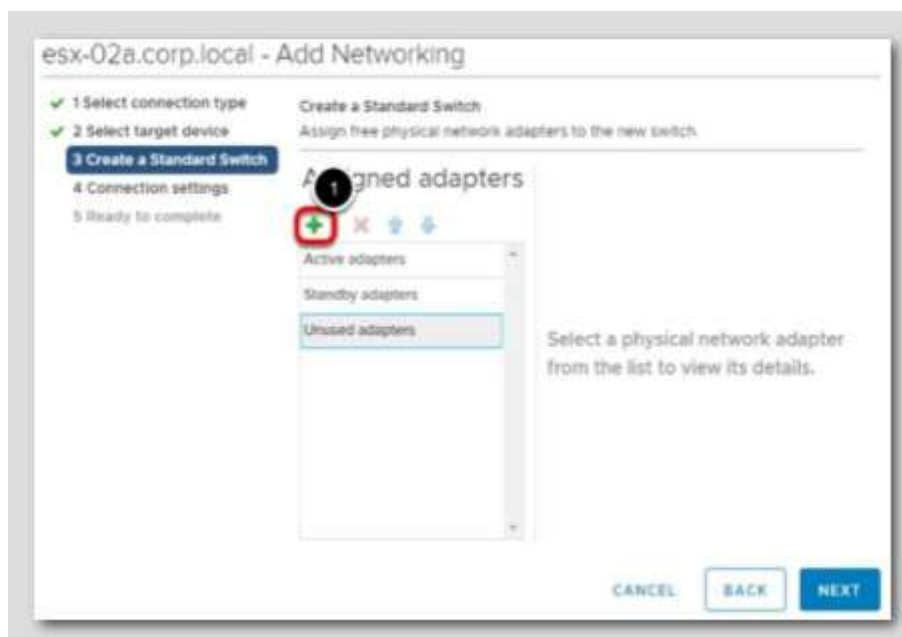 esx-02a.corp.local - Add Networking
1 Select connection type
2 Select target device
3 Create a Standard Switch
4 Connection settings
5 Ready to complete
Create a Standard Switch
Assign free physical network adapters to the new switch.
Assigned adapters
1
Active adapters
Standby adapters
Unused adapters
Select a physical network adapter
from the list to view its details.
CANCEL
BACK
NEXT